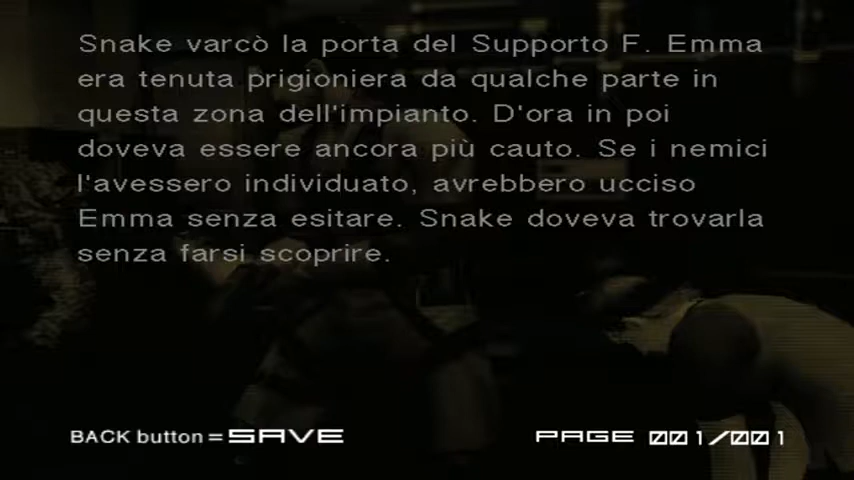 Snake varcò la porta del Supporto F. Emma
era tenuta prigioniera da qualche parte in
questa zona dell'impianto. D'ora in poi
doveva essere ancora più cauto. Se i nemici
l'avessero individuato, avrebbero ucciso
Emma senza esitare. Snake doveva trovarla
senza farsi scoprire.
BACK button = SAVE PAGE 001/001